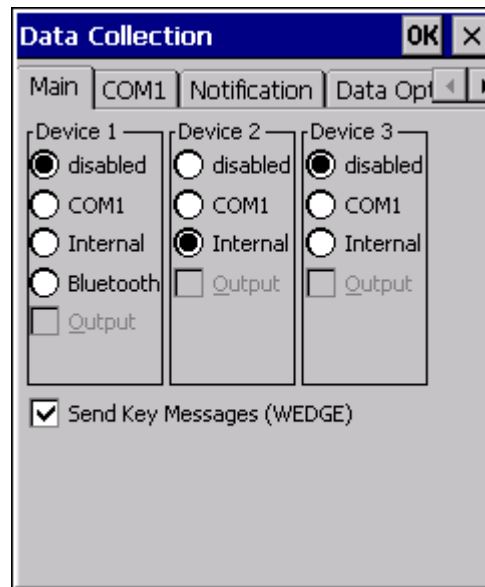 Data Collection OK ×
Main COM1 Notification Data Opt
Device 1 Device 2 Device 3
disabled disabled disabled
COM1 COM1 COM1
Internal Internal Internal
Bluetooth Output Output
Output
Send Key Messages (WEDGE)